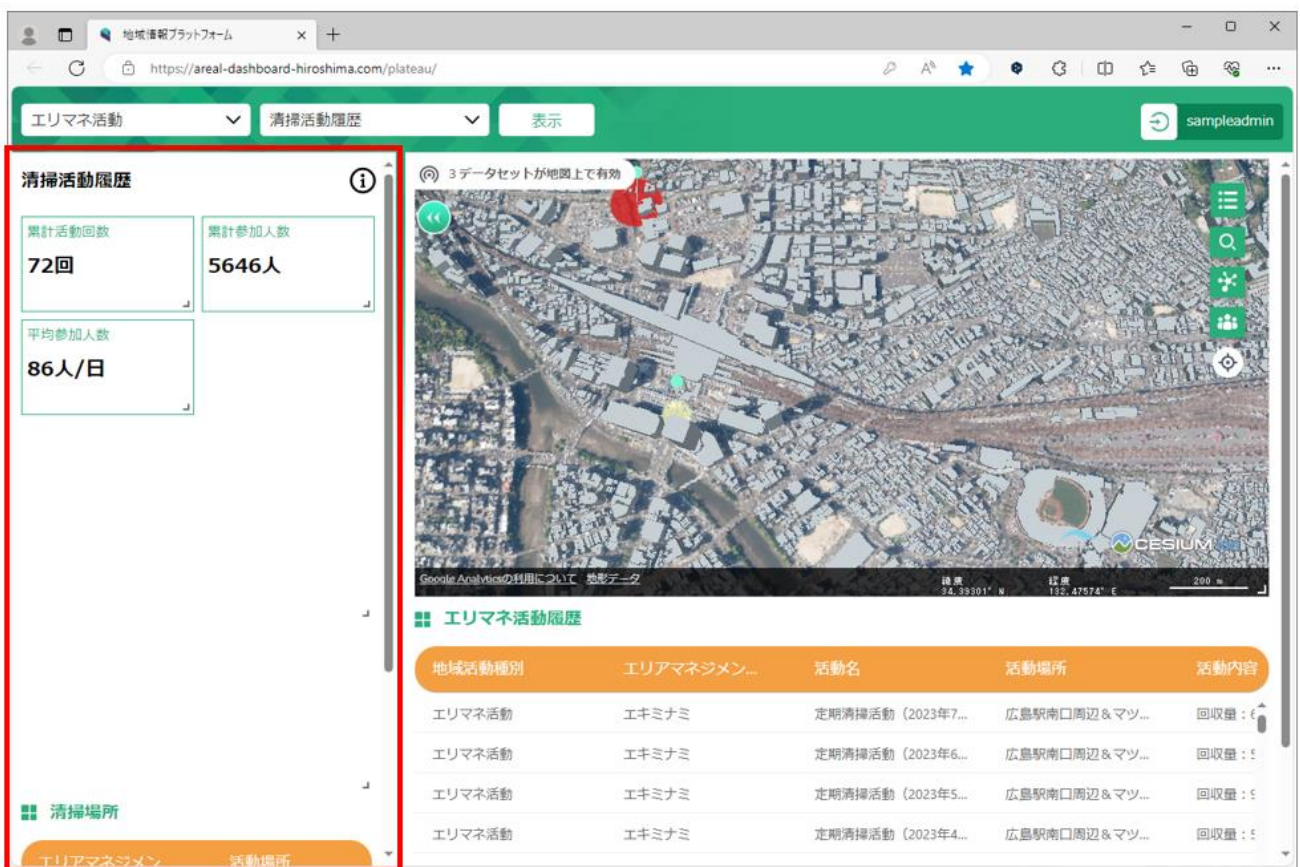 地域情報プラットフォーム
https://areal-dashboard-hiroshima.com/plateau/
エリマネ活動 清掃活動履歴 表示 sampleadmin
清掃活動履歴
累計活動回数 累計参加人数
72回 5646人
平均参加人数
86人/日
清掃場所
エリアマネジメン 活動場所
3データセットが地図上で有効
CESIUM
Google Analyticsの利用について 地形データ 緯度 経度 200 m
34.39301° N 132.47574° E
エリマネ活動履歴
地域活動種別 エリアマネジメン... 活動名 活動場所 活動内容
エリマネ活動 エキミナミ 定期清掃活動(2023年7... 広島駅南口周辺&マツ... 回収量:6
エリマネ活動 エキミナミ 定期清掃活動(2023年6... 広島駅南口周辺&マツ... 回収量:5
エリマネ活動 エキミナミ 定期清掃活動(2023年5... 広島駅南口周辺&マツ... 回収量:9
エリマネ活動 エキミナミ 定期清掃活動(2023年4... 広島駅南口周辺&マツ... 回収量:5